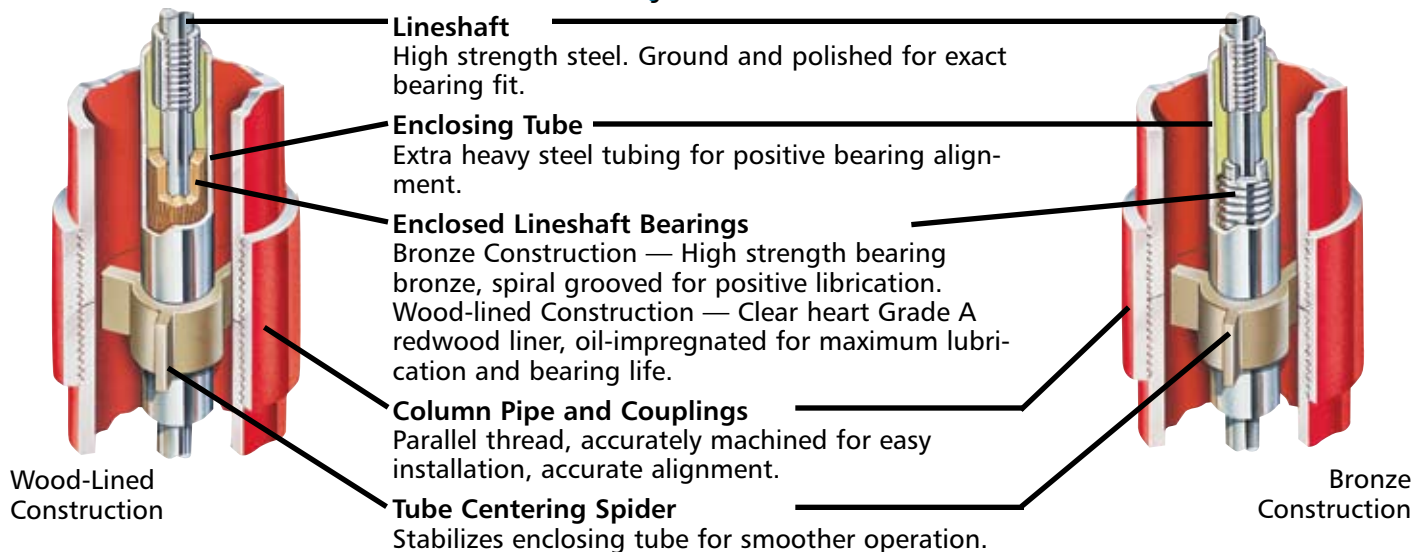 Lineshaft
High strength steel. Ground and polished for exact
bearing fit.
Enclosing Tube
Extra heavy steel tubing for positive bearing align-
ment.
Enclosed Lineshaft Bearings
Bronze Construction — High strength bearing
bronze, spiral grooved for positive librication.
Wood-lined Construction — Clear heart Grade A
redwood liner, oil-impregnated for maximum lubri-
cation and bearing life.
Column Pipe and Couplings
Parallel thread, accurately machined for easy
installation, accurate alignment.
Tube Centering Spider
Stabilizes enclosing tube for smoother operation.
Wood-Lined
Construction
Bronze
Construction